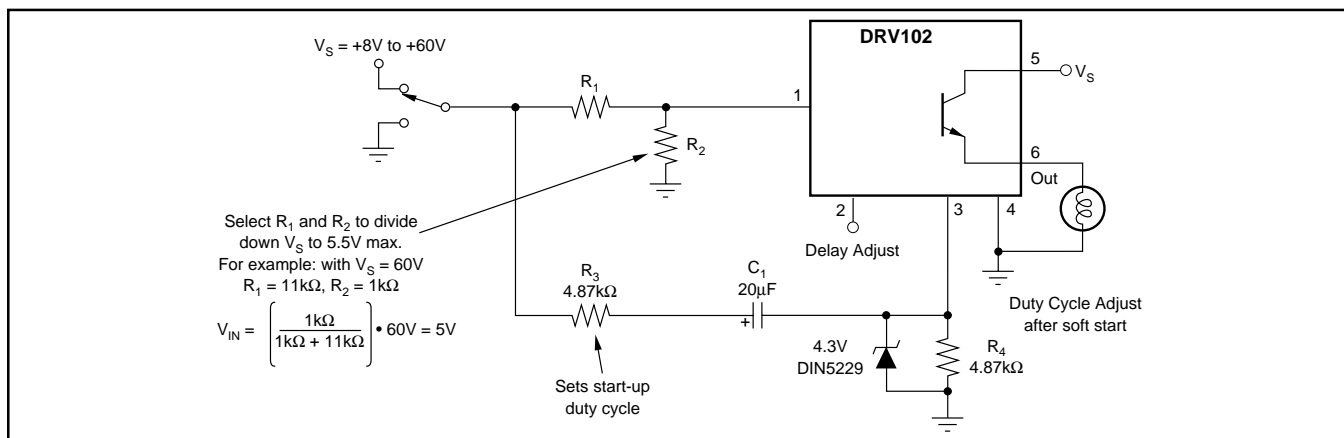 V_S = +8V to +60V
R_1
R_2
1
DRV102
5
V_S
6
Out
2
3
4
Delay Adjust
Select R_1 and R_2 to divide
down V_S to 5.5V max.
For example: with V_S = 60V
R_1 = 11kΩ, R_2 = 1kΩ
V_IN = ( 1kΩ / 1kΩ + 11kΩ ) • 60V = 5V
R_3
4.87kΩ
Sets start-up
duty cycle
C_1
20µF
+
4.3V
DIN5229
R_4
4.87kΩ
Duty Cycle Adjust
after soft start